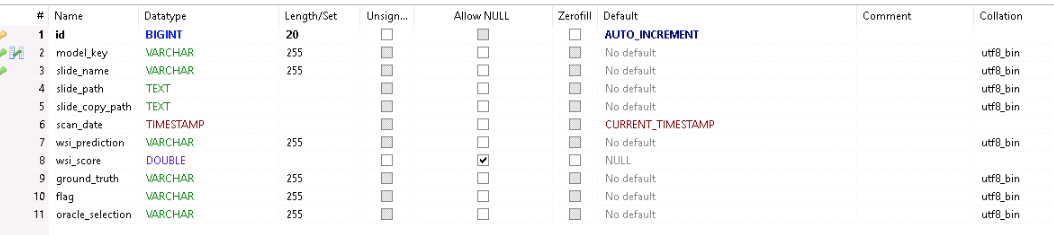 # Name Datatype Length/Set Unsign... Allow NULL Zerofill Default Comment Collation
1 id BIGINT 20 AUTO_INCREMENT
2 model_key VARCHAR 255 No default utf8_bin
3 slide_name VARCHAR 255 No default utf8_bin
4 slide_path TEXT No default utf8_bin
5 slide_copy_path TEXT No default utf8_bin
6 scan_date TIMESTAMP CURRENT_TIMESTAMP
7 wsi_prediction VARCHAR 255 No default utf8_bin
8 wsi_score DOUBLE NULL
9 ground_truth VARCHAR 255 No default utf8_bin
10 flag VARCHAR 255 No default utf8_bin
11 oracle_selection VARCHAR 255 No default utf8_bin